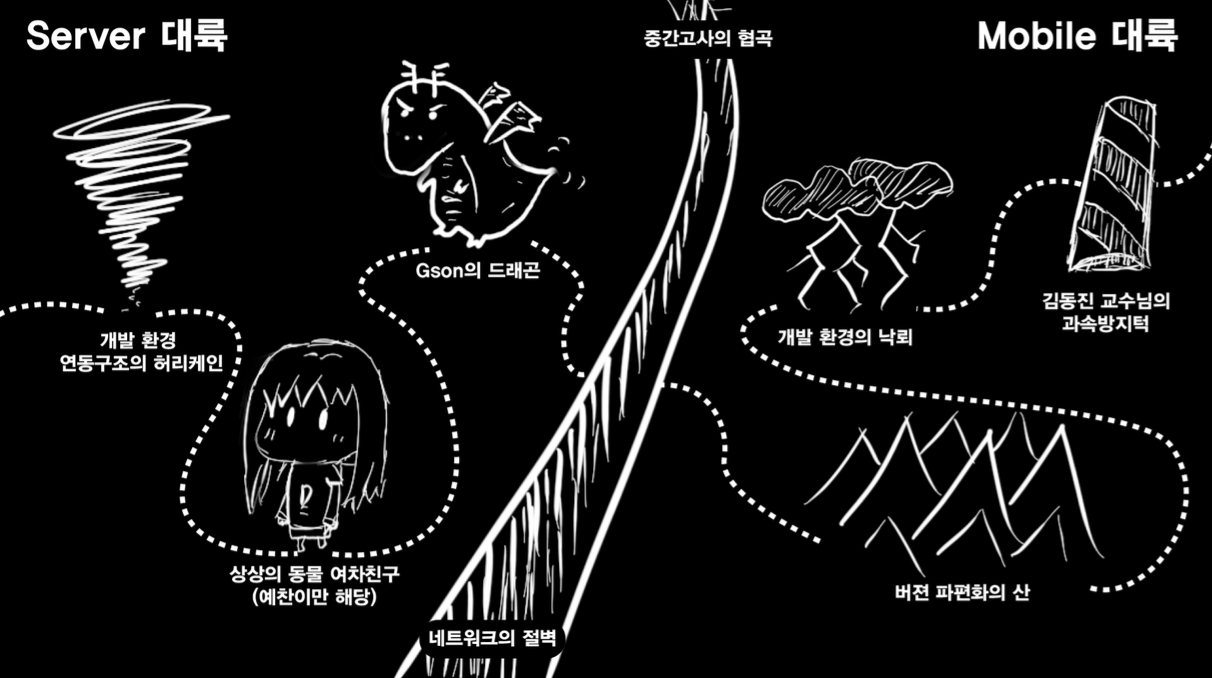 Server 대륙
중간고사의 협곡
Mobile 대륙
Gson의 드래곤
개발 환경
연동구조의 허리케인
개발 환경의 낙뢰
김동진 교수님의
과속방지턱
상상의 동물 여차친구
(예찬이만 해당)
D
버젼 파편화의 산
네트워크의 절벽